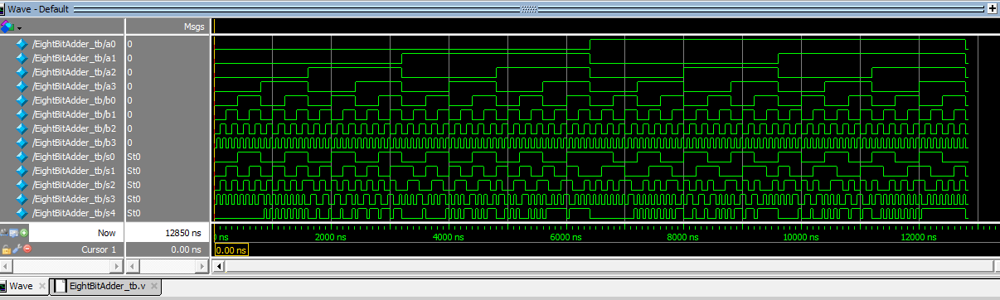 Wave - Default
Msgs
/EightBitAdder_tb/a0 0
/EightBitAdder_tb/a1 0
/EightBitAdder_tb/a2 0
/EightBitAdder_tb/a3 0
/EightBitAdder_tb/b0 0
/EightBitAdder_tb/b1 0
/EightBitAdder_tb/b2 0
/EightBitAdder_tb/b3 0
/EightBitAdder_tb/s0 St0
/EightBitAdder_tb/s1 St0
/EightBitAdder_tb/s2 St0
/EightBitAdder_tb/s3 St0
/EightBitAdder_tb/s4 St0
Now 12850 ns ns 2000 ns 4000 ns 6000 ns 8000 ns 10000 ns 12000 ns
Cursor 1 0.00 ns 0.00 ns
Wave EightBitAdder_tb.v